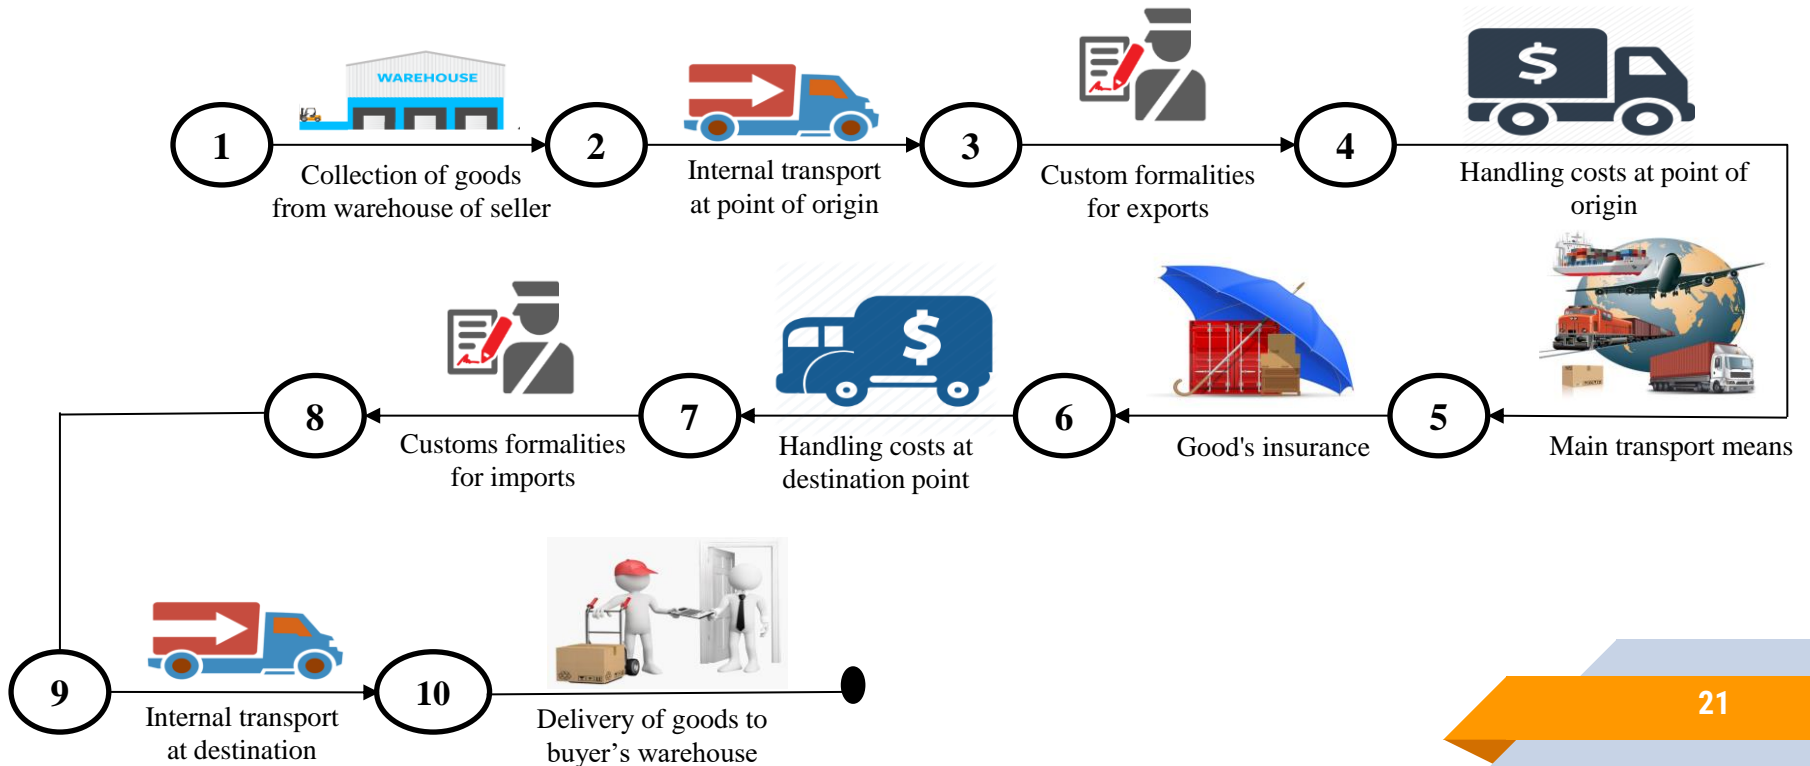 WAREHOUSE
1
2
3
4
Collection of goods
from warehouse of seller
Internal transport
at point of origin
Custom formalities
for exports
$
Handling costs at point of
origin
8
7
6
5
Customs formalities
for imports
$
Handling costs at
destination point
Good's insurance
Main transport means
9
10
Internal transport
at destination
Delivery of goods to
buyer’s warehouse
21